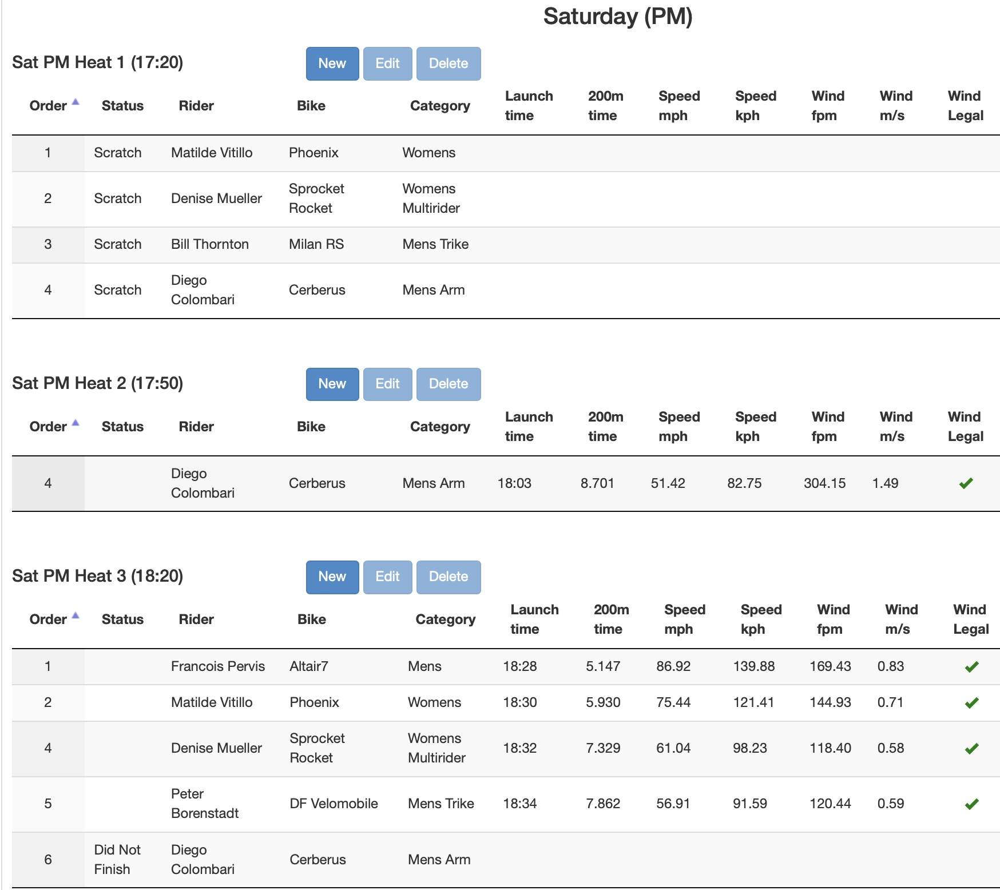 Saturday (PM)
Sat PM Heat 1 (17:20) New Edit Delete
Order Status Rider Bike Category Launch time 200m time Speed mph Speed kph Wind fpm Wind m/s Wind Legal
1 Scratch Matilde Vitillo Phoenix Womens
2 Scratch Denise Mueller Sprocket Rocket Womens Multirider
3 Scratch Bill Thornton Milan RS Mens Trike
4 Scratch Diego Colombari Cerberus Mens Arm
Sat PM Heat 2 (17:50) New Edit Delete
Order Status Rider Bike Category Launch time 200m time Speed mph Speed kph Wind fpm Wind m/s Wind Legal
4 Diego Colombari Cerberus Mens Arm 18:03 8.701 51.42 82.75 304.15 1.49
Sat PM Heat 3 (18:20) New Edit Delete
Order Status Rider Bike Category Launch time 200m time Speed mph Speed kph Wind fpm Wind m/s Wind Legal
1 Francois Pervis Altair7 Mens 18:28 5.147 86.92 139.88 169.43 0.83
2 Matilde Vitillo Phoenix Womens 18:30 5.930 75.44 121.41 144.93 0.71
4 Denise Mueller Sprocket Rocket Womens Multirider 18:32 7.329 61.04 98.23 118.40 0.58
5 Peter Borenstadt DF Velomobile Mens Trike 18:34 7.862 56.91 91.59 120.44 0.59
6 Did Not Finish Diego Colombari Cerberus Mens Arm